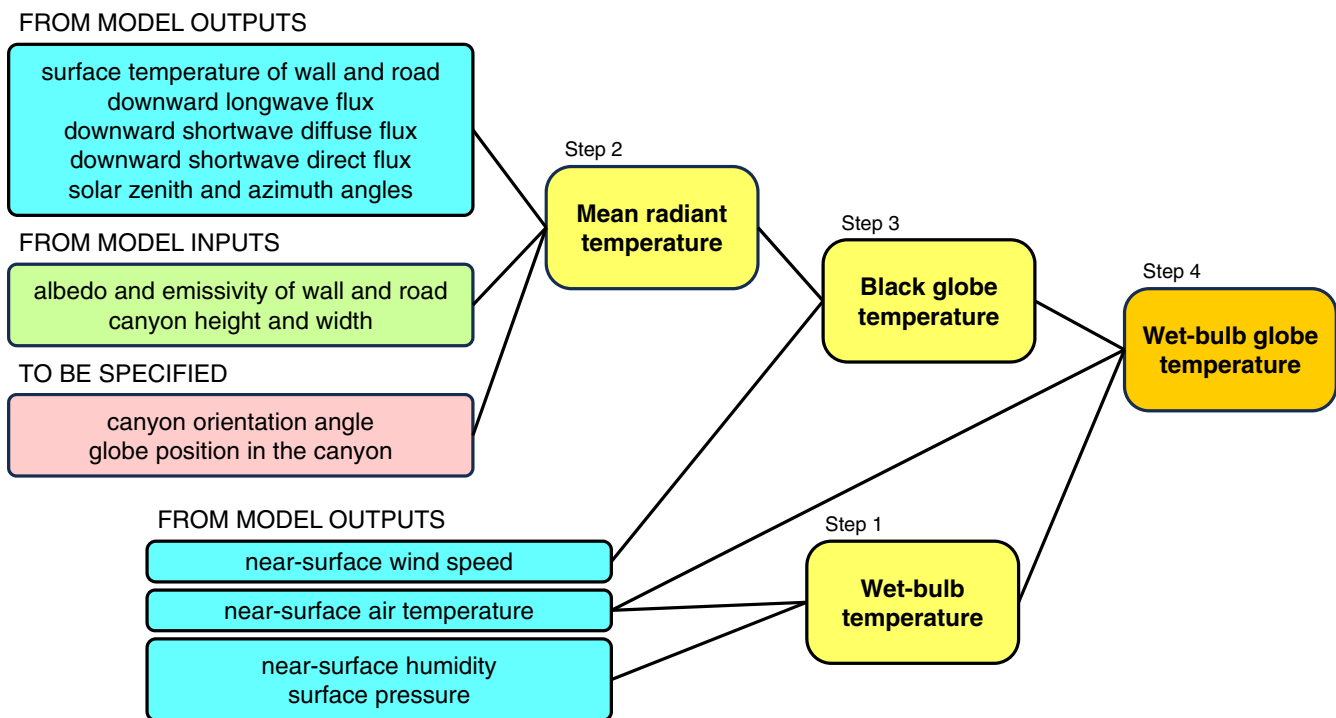 FROM MODEL OUTPUTS
surface temperature of wall and road
downward longwave flux
downward shortwave diffuse flux
downward shortwave direct flux
solar zenith and azimuth angles
FROM MODEL INPUTS
albedo and emissivity of wall and road
canyon height and width
TO BE SPECIFIED
canyon orientation angle
globe position in the canyon
Step 2
Mean radiant
temperature
Step 3
Black globe
temperature
Step 4
Wet-bulb globe
temperature
FROM MODEL OUTPUTS
near-surface wind speed
near-surface air temperature
near-surface humidity
surface pressure
Step 1
Wet-bulb
temperature